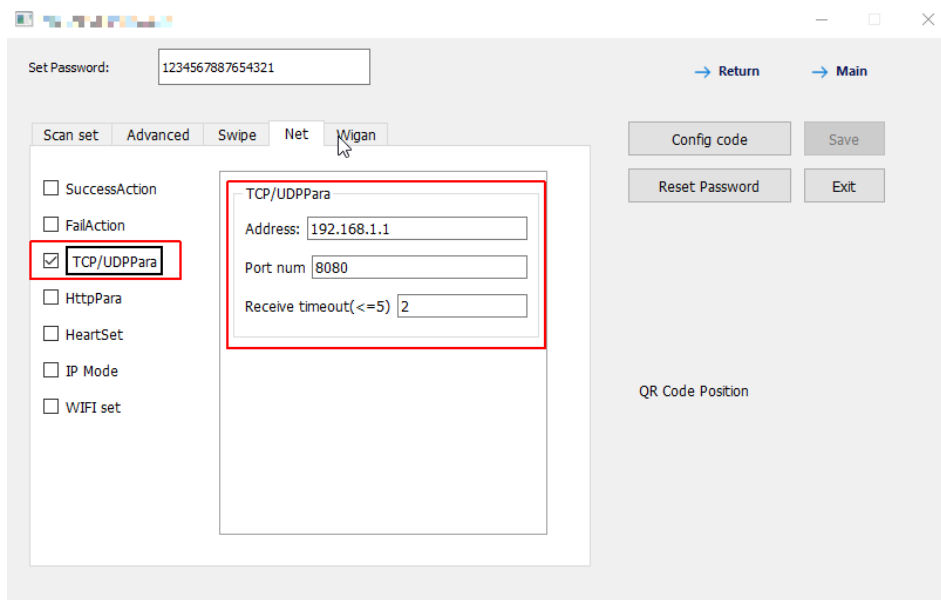 Set Password: 1234567887654321
Return Main
Scan set Advanced Swipe Net Wigan
Config code Save
Reset Password Exit
SuccessAction
FailAction
TCP/UDPPara
HttpPara
HeartSet
IP Mode
WIFI set
TCP/UDPPara
Address: 192.168.1.1
Port num 8080
Receive timeout(<=5) 2
QR Code Position